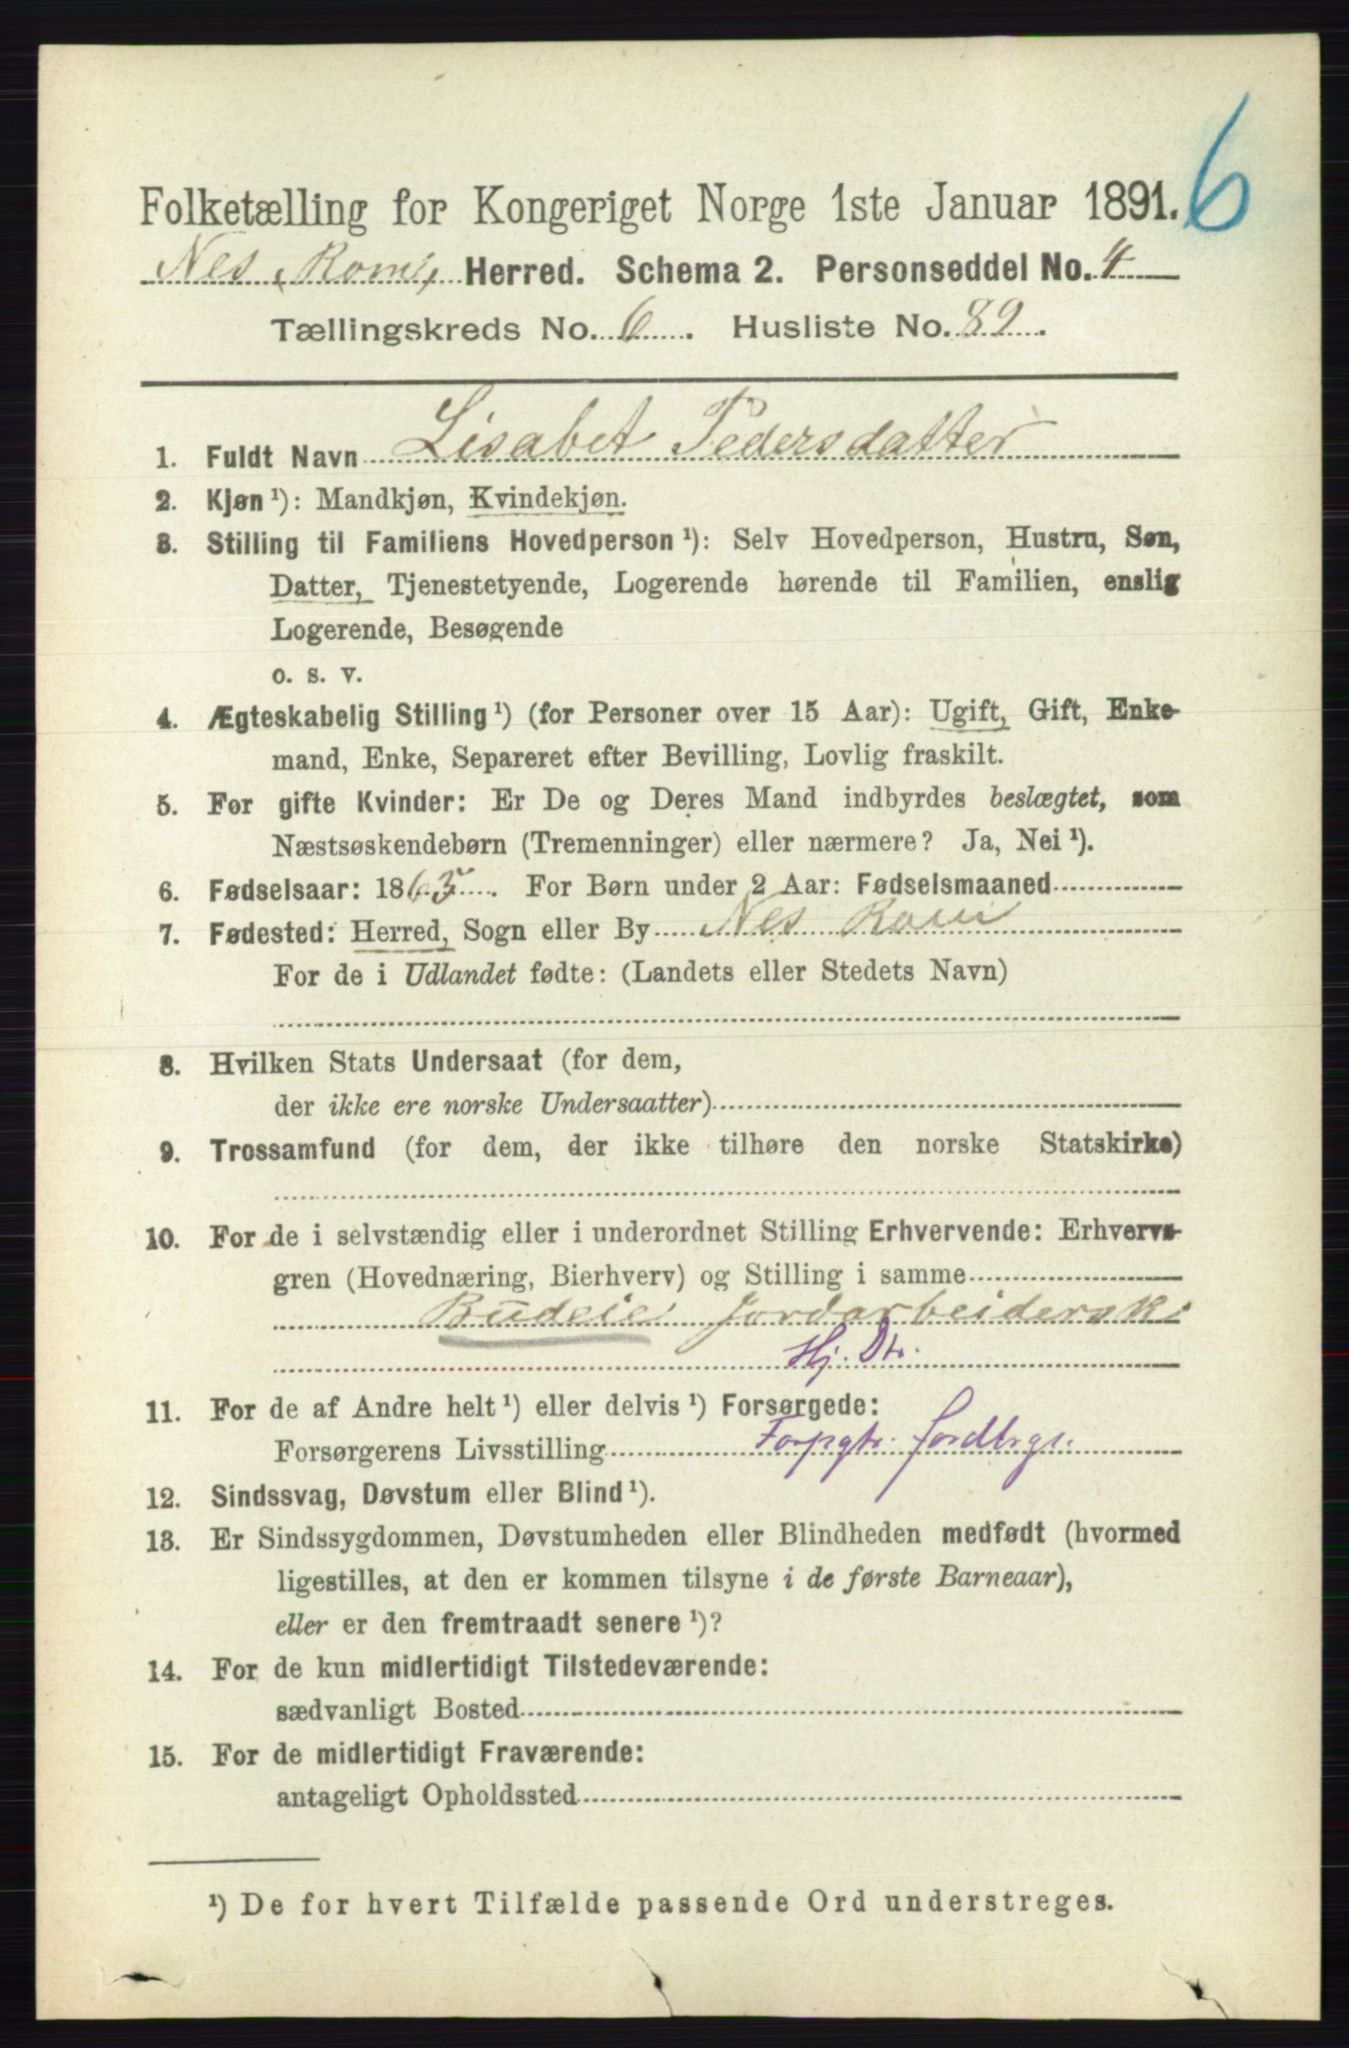 6
Folketælling for Kongeriget Norge 1ste Januar 1891.
Nes, Rome, Herred. Schema 2. Personseddel No. 4
Tællingskreds No. 6. Husliste No. 89.
1. Fuldt Navn Lisabet Pedersdatter
2. Kjøn ¹): Mandkjøn, Kvindekjøn.
3. Stilling til Familiens Hovedperson ¹): Selv Hovedperson, Hustru, Søn,
Datter, Tjenestetyende, Logerende hørende til Familien, enslig
Logerende, Besøgende
o. s. v.
4. Ægteskabelig Stilling ¹) (for Personer over 15 Aar): Ugift, Gift, Enke-
mand, Enke, Separeret efter Bevilling, Lovlig fraskilt.
5. For gifte Kvinder: Er De og Deres Mand indbyrdes beslægtet, som
Næstsøskendebørn (Tremenninger) eller nærmere? Ja, Nei ¹).
6. Fødselsaar: 1863. For Børn under 2 Aar: Fødselsmaaned
7. Fødested: Herred, Sogn eller By Nes Rom
For de i Udlandet fødte: (Landets eller Stedets Navn)
8. Hvilken Stats Undersaat (for dem,
der ikke ere norske Undersaatter)
9. Trossamfund (for dem, der ikke tilhøre den norske Statskirke)
10. For de i selvstændig eller i underordnet Stilling Erhvervende: Erhvervs-
gren (Hovednæring, Bierhverv) og Stilling i samme
Budeie Jordarbeidersk
Hj. Dtr.
11. For de af Andre helt ¹) eller delvis ¹) Forsørgede:
Forsørgerens Livsstilling Forpgtr. Jordbrgr.
12. Sindssvag, Døvstum eller Blind ¹).
13. Er Sindssygdommen, Døvstumheden eller Blindheden medfødt (hvormed
ligestilles, at den er kommen tilsyne i de første Barneaar),
eller er den fremtraadt senere ¹)?
14. For de kun midlertidigt Tilstedeværende:
sædvanligt Bosted
15. For de midlertidigt Fraværende:
antageligt Opholdssted
¹) De for hvert Tilfælde passende Ord understreges.